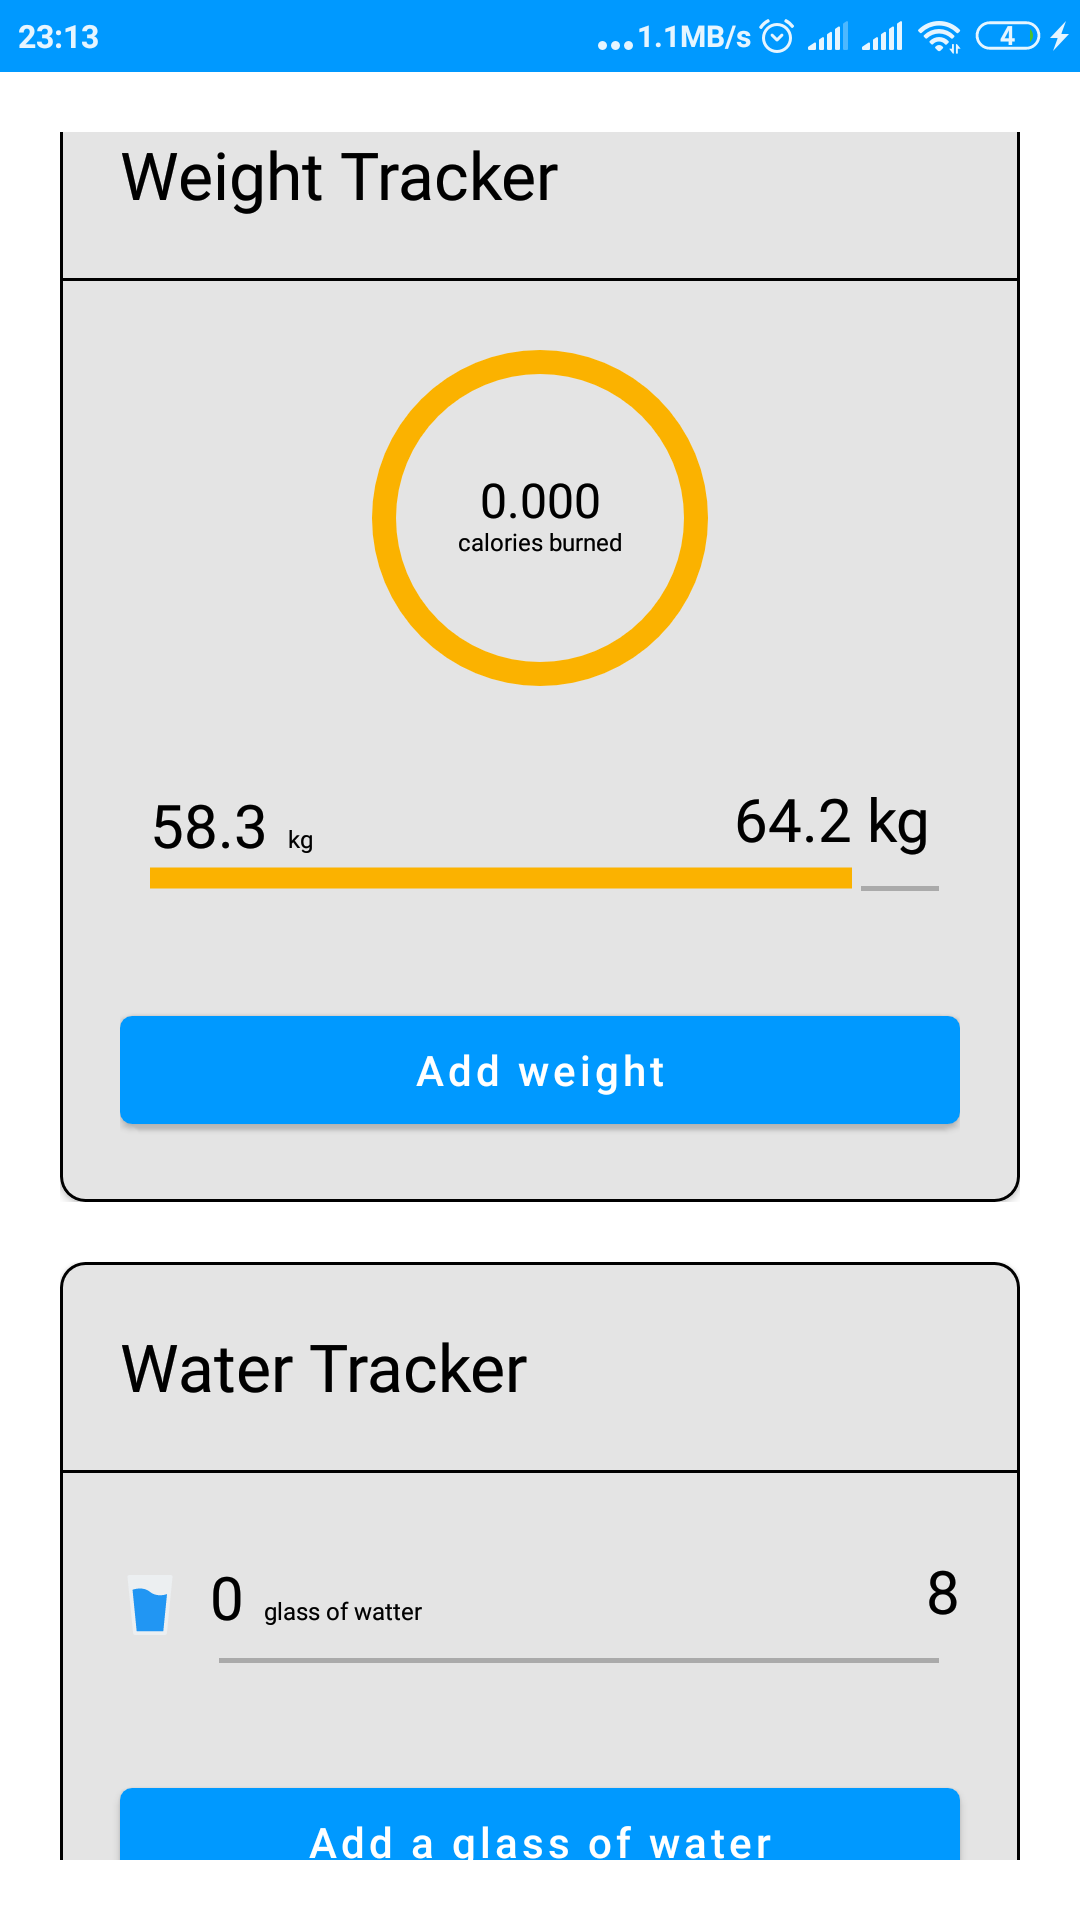 23:13 ...1.1MB/s 4
Weight Tracker
0.000
calories burned
58.3 kg 64.2 kg
Add weight
Water Tracker
0 glass of watter 8
Add a glass of water